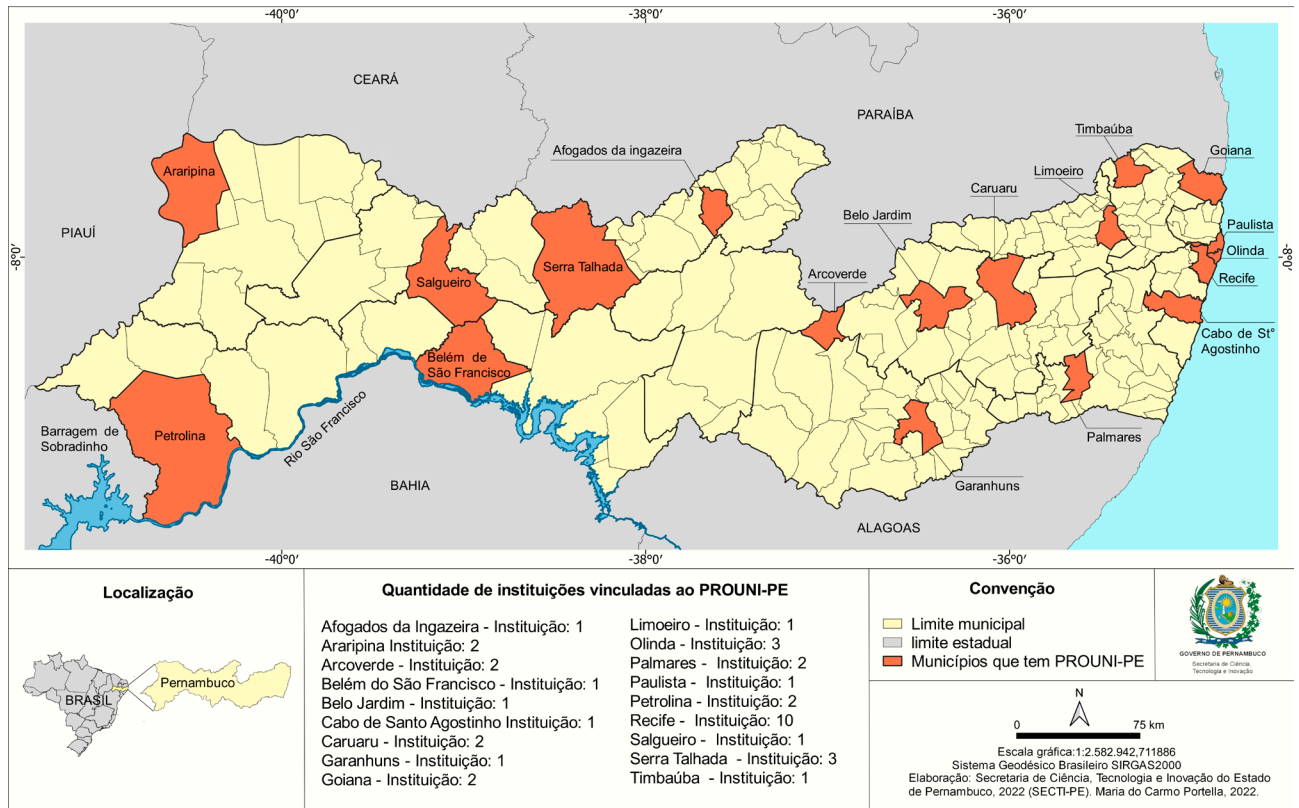 -40°0'
-38°0'
-36°0'
CEARÁ
PARAÍBA
Timbaúba
Afogados da ingazeira
Goiana
Araripina
Limoeiro
Caruaru
Belo Jardim
Paulista
PIAUÍ
-8°0'
-8°0'
Olinda
Serra Talhada
Arcoverde
Salgueiro
Recife
Cabo de St°
Agostinho
Belém de
São Francisco
Rio São Francisco
Petrolina
Barragem de
Sobradinho
Palmares
BAHIA
Garanhuns
ALAGOAS
-40°0'
-38°0'
-36°0'
Localização
BRASIL
Pernambuco
Quantidade de instituições vinculadas ao PROUNI-PE
Afogados da Ingazeira - Instituição: 1
Araripina Instituição: 2
Arcoverde - Instituição: 2
Belém do São Francisco - Instituição: 1
Belo Jardim - Instituição: 1
Cabo de Santo Agostinho Instituição: 1
Caruaru - Instituição: 2
Garanhuns - Instituição: 1
Goiana - Instituição: 2
Limoeiro - Instituição: 1
Olinda - Instituição: 3
Palmares - Instituição: 2
Paulista - Instituição: 1
Petrolina - Instituição: 2
Recife - Instituição: 10
Salgueiro - Instituição: 1
Serra Talhada - Instituição: 3
Timbaúba - Instituição: 1
Convenção
Limite municipal
limite estadual
Municípios que tem PROUNI-PE
GOVERNO DE PERNAMBUCO
Secretaria de Ciência,
Tecnologia e Inovação
N
0
75 km
Escala gráfica:1:2.582.942,711886
Sistema Geodésico Brasileiro SIRGAS2000
Elaboração: Secretaria de Ciência, Tecnologia e Inovação do Estado
de Pernambuco, 2022 (SECTI-PE). Maria do Carmo Portella, 2022.